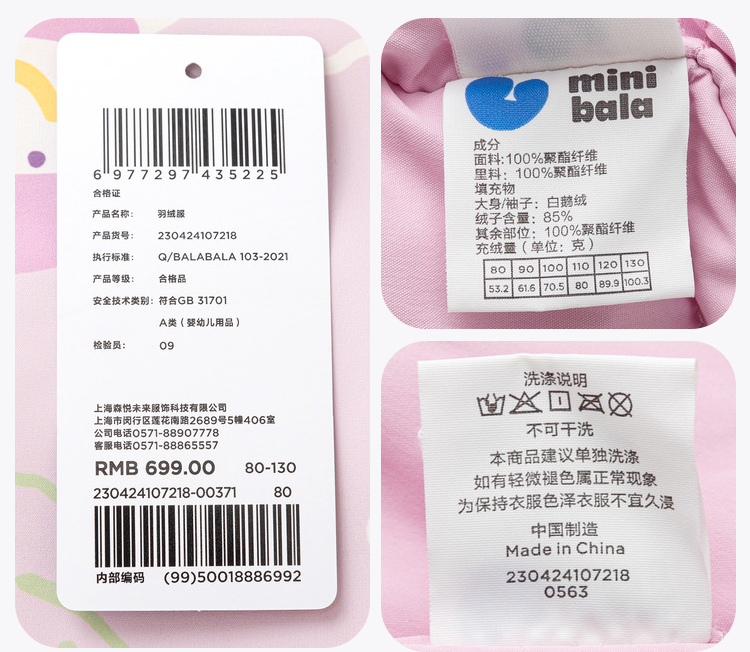 6 977297 435225
合格证
产品名称： 羽绒服
产品货号： 230424107218
执行标准： Q/BALABALA 103-2021
产品等级： 合格品
安全技术类别：符合GB 31701
A类（婴幼儿用品）
检验员： 09
上海森悦未来服饰科技有限公司
上海市闵行区莲花南路2689号5幢406室
公司电话0571-88907778
客服电话0571-88865557
RMB 699.00 80-130
230424107218-00371 80
内部编码 (99)50018886992
mini
bala
成分
面料:100%聚酯纤维
里料：100%聚酯纤维
填充物
大身/袖子：白鹅绒
绒子含量：85%
其余部位：100%聚酯纤维
充绒量（单位：克）
80 90 100 110 120 130
53.2 61.6 70.5 80 89.9 100.3
洗涤说明
不可干洗
本商品建议单独洗涤
如有轻微褪色属正常现象
为保持衣服色泽衣服不宜久浸
中国制造
Made in China
230424107218
0563